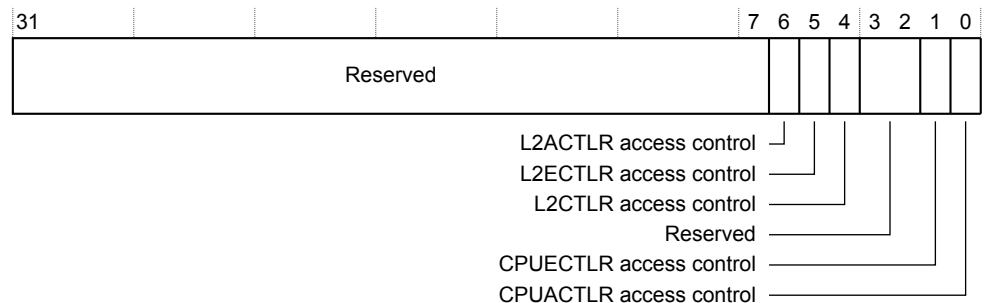 31 7 6 5 4 3 2 1 0
Reserved
L2ACTLR access control
L2ECTLR access control
L2CTLR access control
Reserved
CPUECTLR access control
CPUACTLR access control